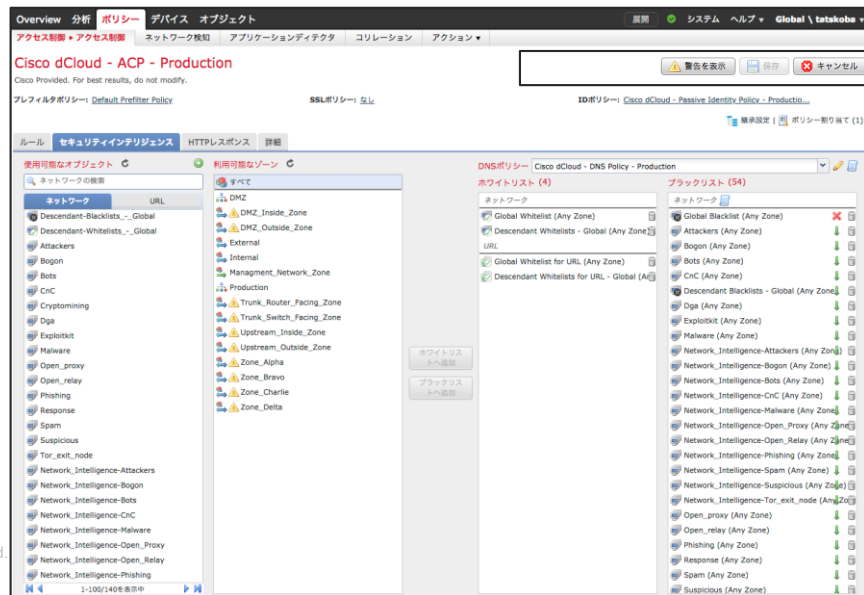 Overview 分析 ポリシー デバイス オブジェクト 展開 システム ヘルプ ▾ Global \ tatskoba ▾
アクセス制御 ▸ アクセス制御 ネットワーク検知 アプリケーションディテクタ コリレーション アクション ▾
Cisco dCloud - ACP - Production
Cisco Provided. For best results, do not modify.
警告を表示 保存 キャンセル
プレフィルタポリシー: Default Prefilter Policy SSLポリシー: なし IDポリシー: Cisco dCloud - Passive Identity Policy - Productio...
継承設定 | ポリシー割り当て (1)
ルール セキュリティインテリジェンス HTTPレスポンス 詳細
使用可能なオブジェクト
ネットワークの検索
ネットワーク URL
Descendant-Blacklists_-_Global
Descendant-Whitelists_-_Global
Attackers
Bogon
Bots
CnC
Cryptomining
Dga
Exploitkit
Malware
Open_proxy
Open_relay
Phishing
Response
Spam
Suspicious
Tor_exit_node
Network_Intelligence-Attackers
Network_Intelligence-Bogon
Network_Intelligence-Bots
Network_Intelligence-CnC
Network_Intelligence-Malware
Network_Intelligence-Open_Proxy
Network_Intelligence-Open_Relay
Network_Intelligence-Phishing
1-100/140を表示中
利用可能なゾーン
すべて
DMZ
DMZ_Inside_Zone
DMZ_Outside_Zone
External
Internal
Managment_Network_Zone
Production
Trunk_Router_Facing_Zone
Trunk_Switch_Facing_Zone
Upstream_Inside_Zone
Upstream_Outside_Zone
Zone_Alpha
Zone_Bravo
Zone_Charlie
Zone_Delta
ホワイトリス
トへ追加
ブラックリス
トへ追加
DNSポリシー Cisco dCloud - DNS Policy - Production
ホワイトリスト (4)
ネットワーク
Global Whitelist (Any Zone)
Descendant Whitelists - Global (Any Zone)
URL
Global Whitelist for URL (Any Zone)
Descendant Whitelists for URL - Global (An
ブラックリスト (54)
ネットワーク
Global Blacklist (Any Zone)
Attackers (Any Zone)
Bogon (Any Zone)
Bots (Any Zone)
CnC (Any Zone)
Descendant Blacklists - Global (Any Zone)
Dga (Any Zone)
Exploitkit (Any Zone)
Malware (Any Zone)
Network_Intelligence-Attackers (Any Zone)
Network_Intelligence-Bogon (Any Zone)
Network_Intelligence-Bots (Any Zone)
Network_Intelligence-CnC (Any Zone)
Network_Intelligence-Malware (Any Zone)
Network_Intelligence-Open_Proxy (Any Zone)
Network_Intelligence-Open_Relay (Any Zone)
Network_Intelligence-Phishing (Any Zone)
Network_Intelligence-Spam (Any Zone)
Network_Intelligence-Suspicious (Any Zone)
Network_Intelligence-Tor_exit_node (Any Zo
Open_proxy (Any Zone)
Open_relay (Any Zone)
Phishing (Any Zone)
Response (Any Zone)
Spam (Any Zone)
Suspicious (Any Zone)